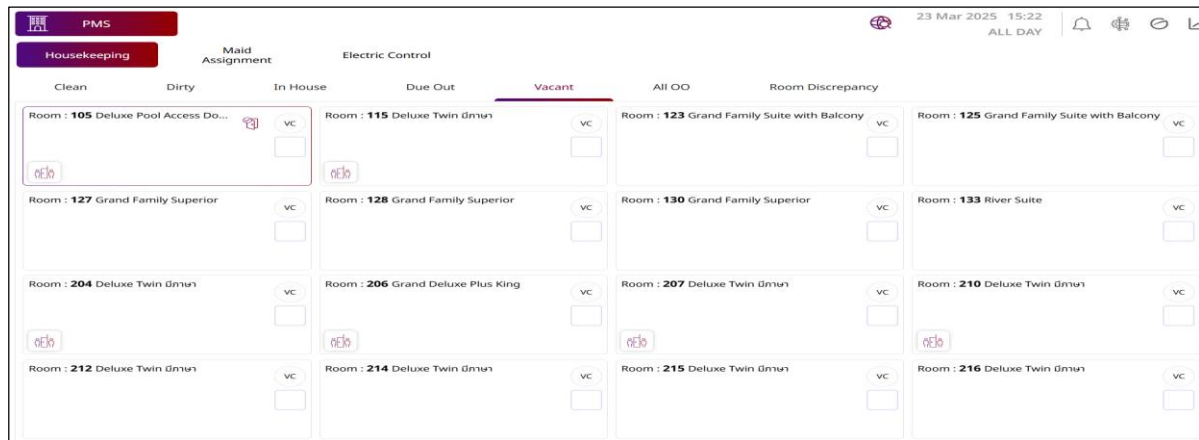 PMS
23 Mar 2025 15:22
ALL DAY
Housekeeping
Maid
Assignment
Electric Control
Clean
Dirty
In House
Due Out
Vacant
All OO
Room Discrepancy
Room : 105 Deluxe Pool Access Do...
VC
Room : 115 Deluxe Twin มีภาษา
VC
Room : 123 Grand Family Suite with Balcony
VC
Room : 125 Grand Family Suite with Balcony
VC
Room : 127 Grand Family Superior
VC
Room : 128 Grand Family Superior
VC
Room : 130 Grand Family Superior
VC
Room : 133 River Suite
VC
Room : 204 Deluxe Twin มีภาษา
VC
Room : 206 Grand Deluxe Plus King
VC
Room : 207 Deluxe Twin มีภาษา
VC
Room : 210 Deluxe Twin มีภาษา
VC
Room : 212 Deluxe Twin มีภาษา
VC
Room : 214 Deluxe Twin มีภาษา
VC
Room : 215 Deluxe Twin มีภาษา
VC
Room : 216 Deluxe Twin มีภาษา
VC